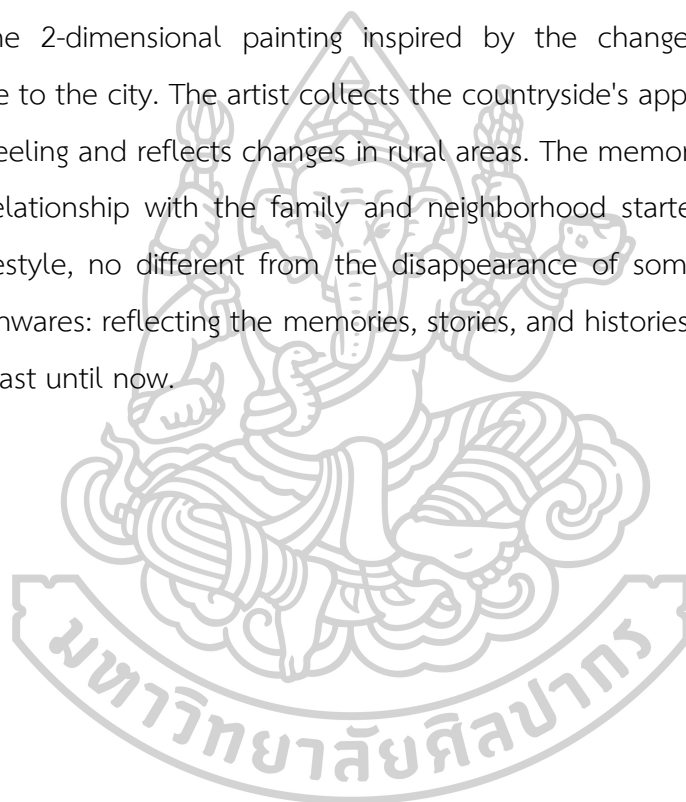 ne 2-dimensional painting inspired by the change
e to the city. The artist collects the countryside's app
eeling and reflects changes in rural areas. The memor
elationship with the family and neighborhood starte
estyle, no different from the disappearance of som
nwares: reflecting the memories, stories, and histories
ast until now.
มหาวิทยาลัยศิลปากร